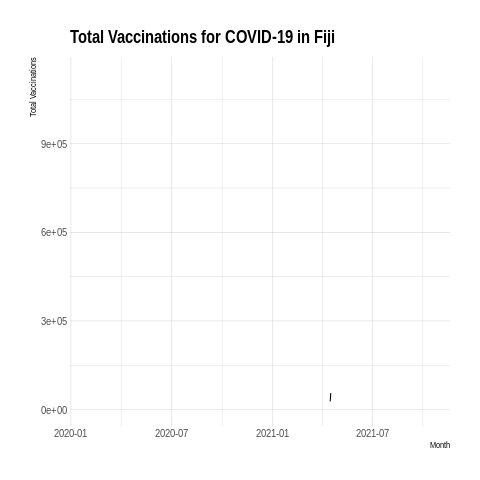 Total Vaccinations for COVID-19 in Fiji
Total Vaccinations
9e+05
6e+05
3e+05
0e+00
2020-01 2020-07 2021-01 2021-07
Month